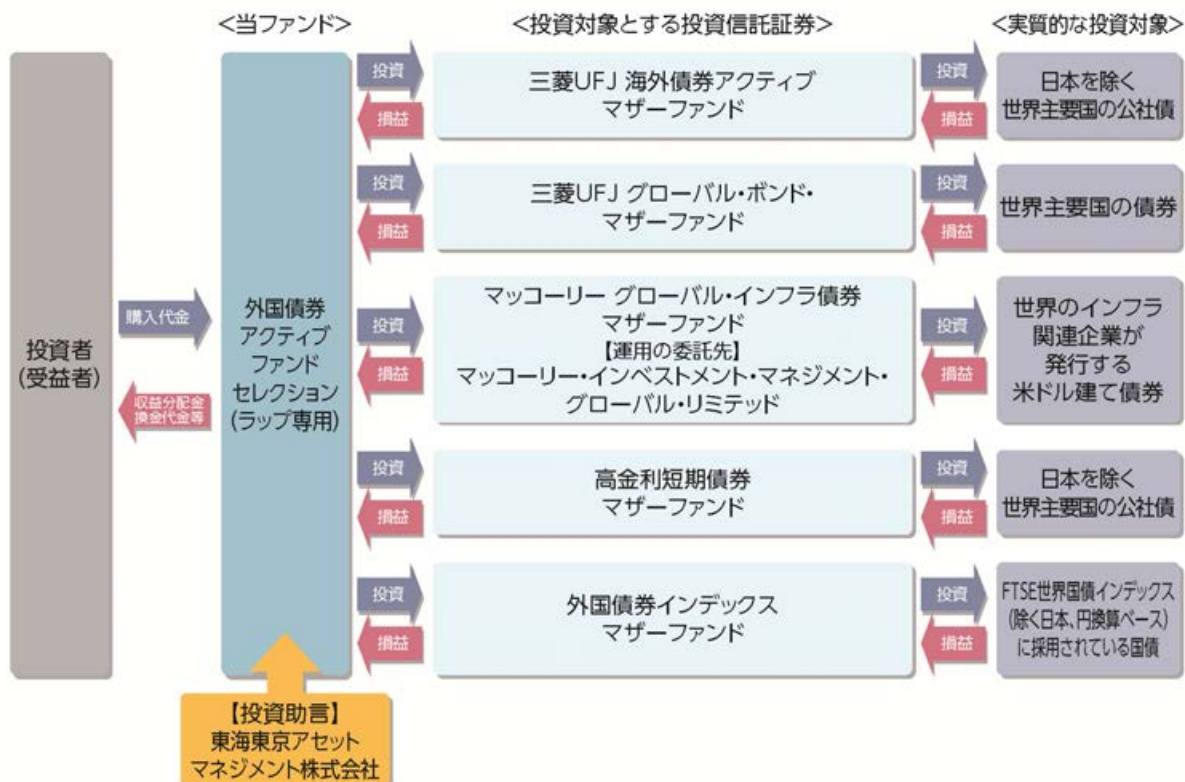 <当ファンド>
<投資対象とする投資信託証券>
<実質的な投資対象>
投資者
(受益者)
購入代金
収益分配金
換金代金等
外国債券
アクティブ
ファンド
セレクション
(ラップ専用)
【投資助言】
東海東京アセット
マネジメント株式会社
投資
損益
三菱UFJ 海外債券アクティブ
マザーファンド
投資
損益
日本を除く
世界主要国の公社債
投資
損益
三菱UFJ グローバル・ボンド・
マザーファンド
投資
損益
世界主要国の債券
投資
損益
マッコーリー グローバル・インフラ債券
マザーファンド
【運用の委託先】
マッコーリー・インベストメント・マネジメント・
グローバル・リミテッド
投資
損益
世界のインフラ
関連企業が
発行する
米ドル建て債券
投資
損益
高金利短期債券
マザーファンド
投資
損益
日本を除く
世界主要国の公社債
投資
損益
外国債券インデックス
マザーファンド
投資
損益
FTSE世界国債インデックス
(除く日本、円換算ベース)
に採用されている国債